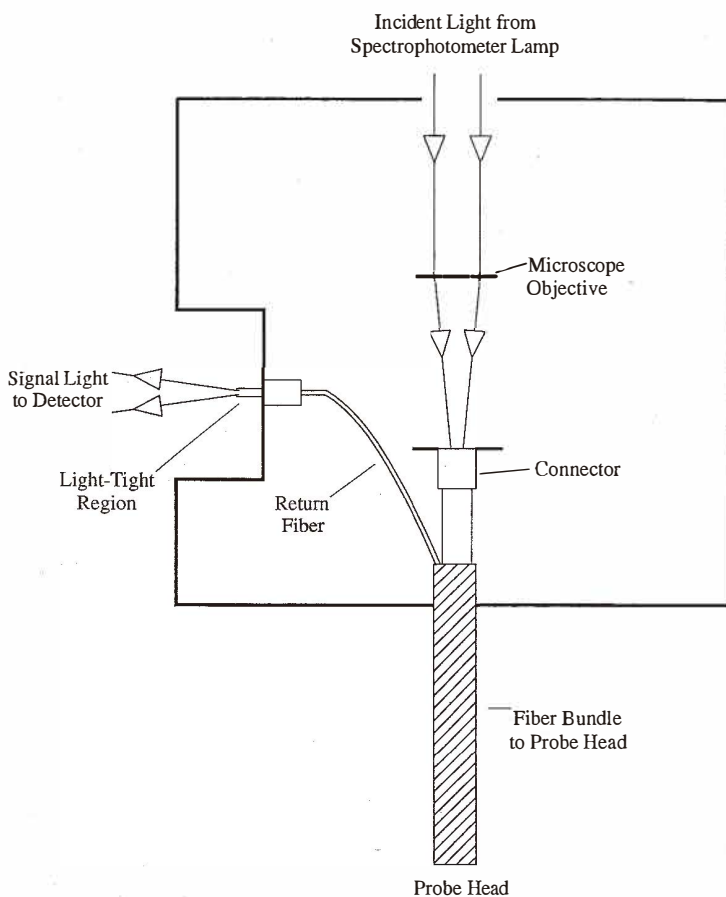 Incident Light from
Spectrophotometer Lamp
Microscope
Objective
Signal Light
to Detector
Connector
Light-Tight
Region
Return
Fiber
Fiber Bundle
to Probe Head
Probe Head